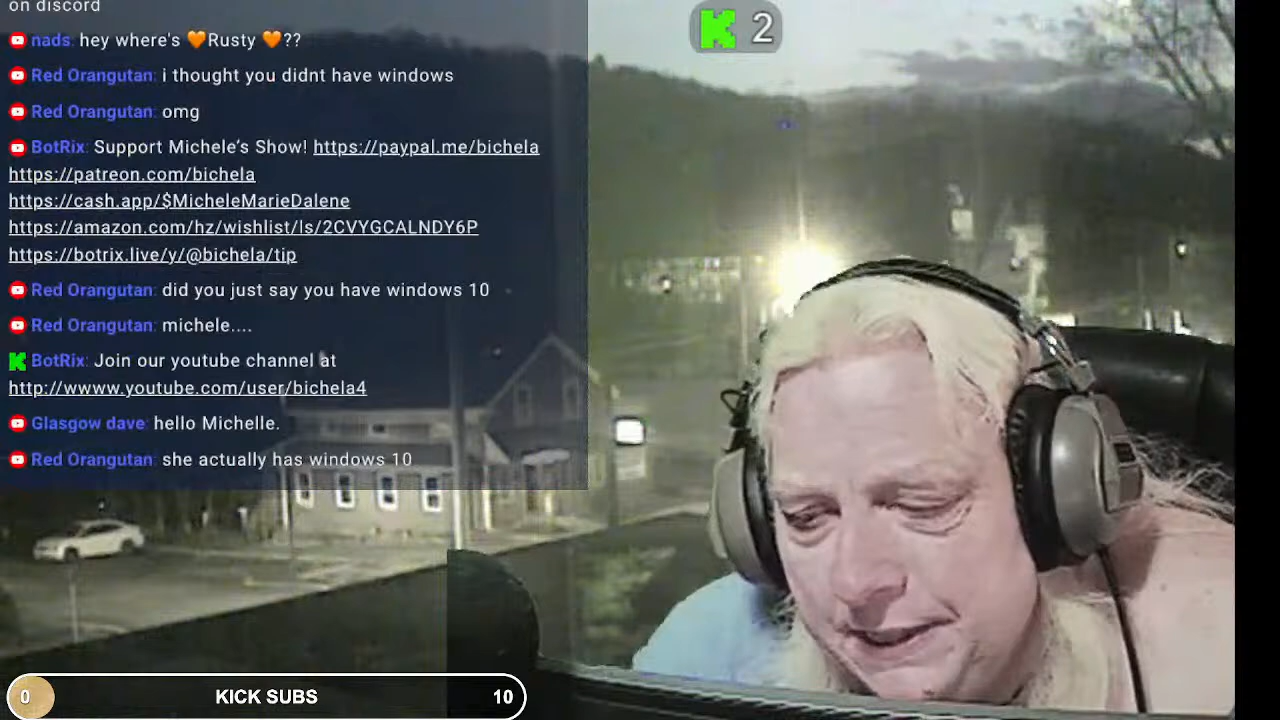 on discord
nads: hey where's 🧡Rusty 🧡??
Red Orangutan: i thought you didnt have windows
Red Orangutan: omg
BotRix: Support Michele's Show! https://paypal.me/bichela
https://patreon.com/bichela
https://cash.app/$MicheleMarieDalene
https://amazon.com/hz/wishlist/ls/2CVYGCALNDY6P
https://botrix.live/y/@bichela/tip
Red Orangutan: did you just say you have windows 10
Red Orangutan: michele....
BotRix: Join our youtube channel at
http://wwww.youtube.com/user/bichela4
Glasgow dave: hello Michelle.
Red Orangutan: she actually has windows 10
K 2
0 KICK SUBS 10